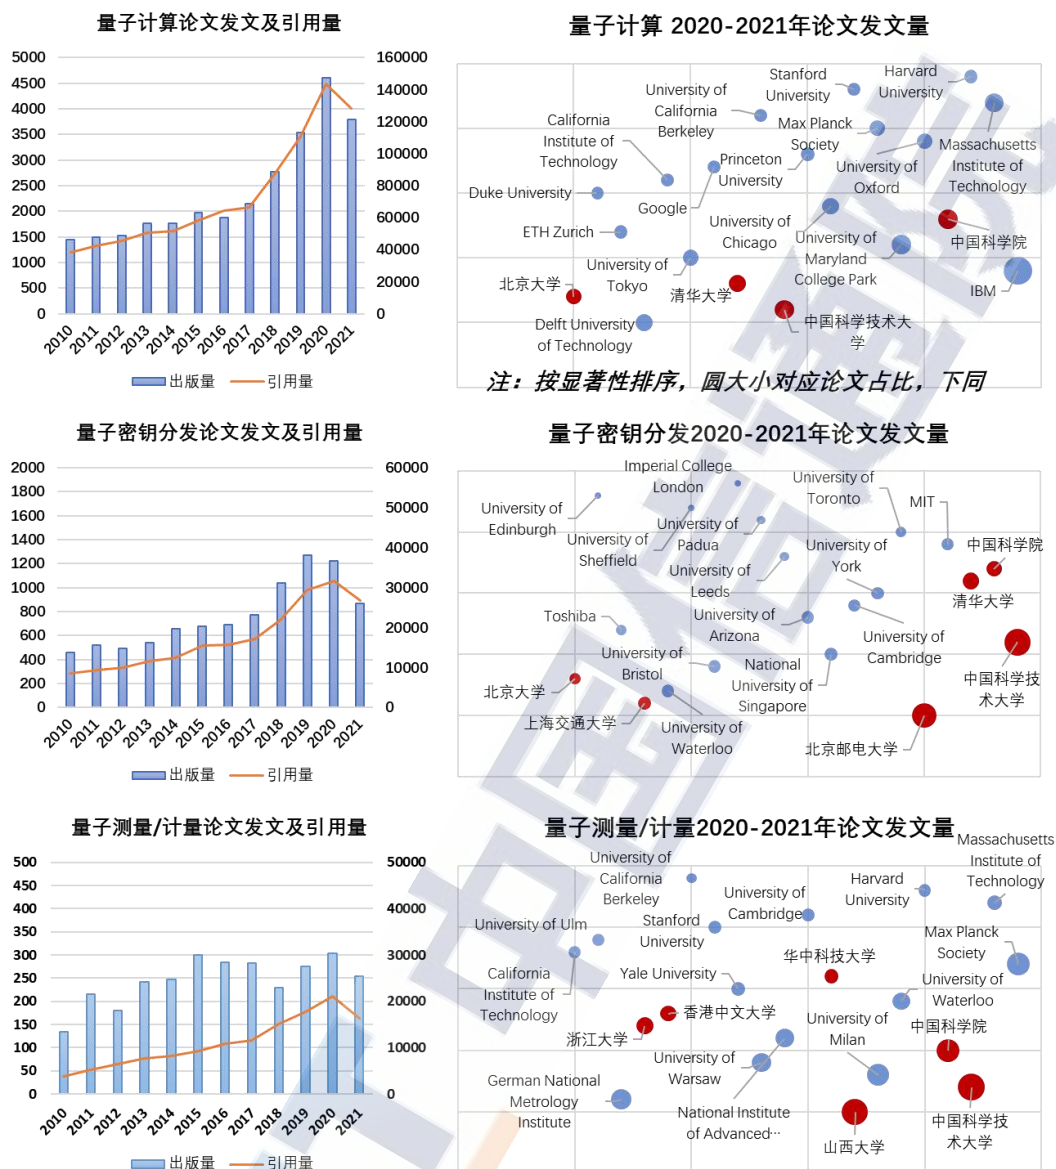 量子计算论文发文及引用量
5000
4500
4000
3500
3000
2500
2000
1500
1000
500
0
160000
140000
120000
100000
80000
60000
40000
20000
0
2010
2011
2012
2013
2014
2015
2016
2017
2018
2019
2020
2021
出版量
引用量
量子计算 2020-2021年论文发文量
Stanford
University
Harvard
University
University of
California
Berkeley
Max Planck
Society
Massachusetts
Institute of
Technology
California
Institute of
Technology
Princeton
University
University of
Oxford
Duke University
Google
University of
Chicago
中国科学院
ETH Zurich
University of
Maryland
College Park
IBM
University of
Tokyo
北京大学
清华大学
Delft University
of Technology
中国科学技术大
学
注：按显著性排序，圆大小对应论文占比，下同
量子密钥分发论文发文及引用量
2000
1800
1600
1400
1200
1000
800
600
400
200
0
60000
50000
40000
30000
20000
10000
0
2010
2011
2012
2013
2014
2015
2016
2017
2018
2019
2020
2021
出版量
引用量
量子密钥分发2020-2021年论文发文量
Imperial College
London
University of
Toronto
MIT
University of
Edinburgh
University of
Sheffield
University of
Padua
University of
York
中国科学院
University of
Leeds
清华大学
Toshiba
University of
Arizona
University of
Cambridge
University of
Bristol
National
University of
Singapore
中国科学技
术大学
北京大学
上海交通大学
University of
Waterloo
北京邮电大学
量子测量/计量论文发文及引用量
500
450
400
350
300
250
200
150
100
50
0
50000
40000
30000
20000
10000
0
2010
2011
2012
2013
2014
2015
2016
2017
2018
2019
2020
2021
出版量
引用量
量子测量/计量2020-2021年论文发文量
Massachusetts
Institute of
Technology
University of
California
Berkeley
University of
Cambridge
Harvard
University
University of Ulm
Stanford
University
Max Planck
Society
华中科技大学
California
Institute of
Technology
Yale University
University of
Waterloo
香港中文大学
University of
Milan
中国科学院
浙江大学
University of
Warsaw
German National
Metrology
Institute
National Institute
of Advanced…
中国科学技
术大学
山西大学
中国信通院